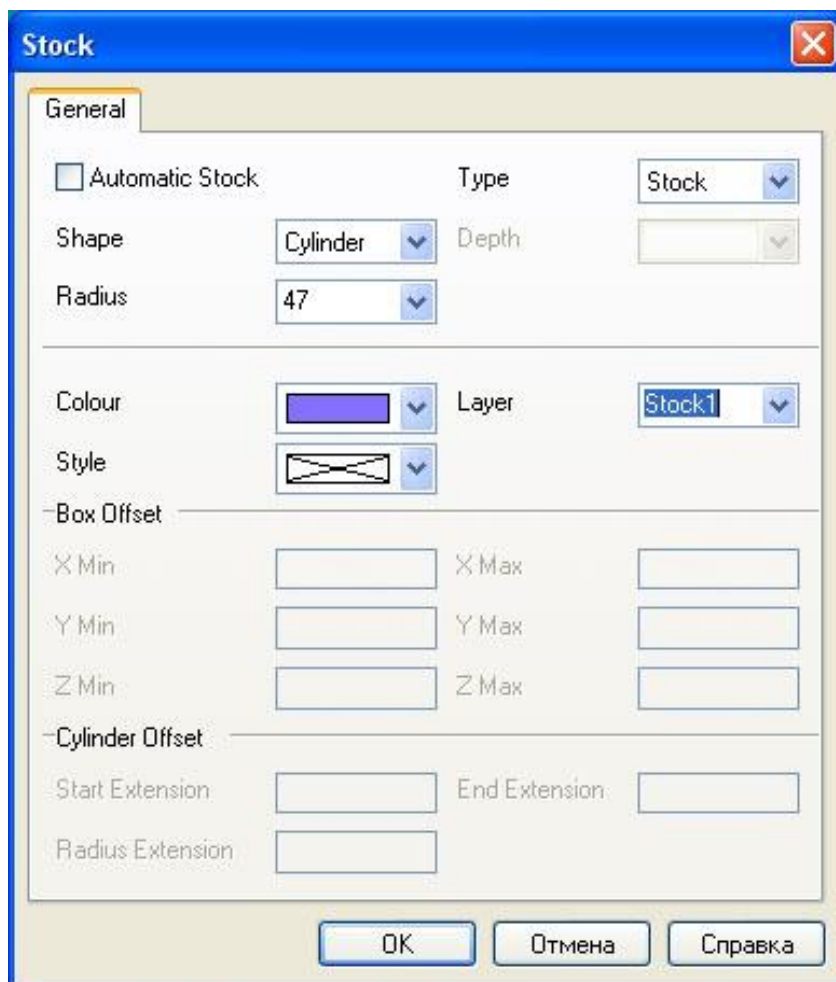 Stock
General
Automatic Stock Type Stock
Shape Cylinder Depth
Radius 47
Colour Layer Stock1
Style
Box Offset
X Min X Max
Y Min Y Max
Z Min Z Max
Cylinder Offset
Start Extension End Extension
Radius Extension
OK Отмена Справка